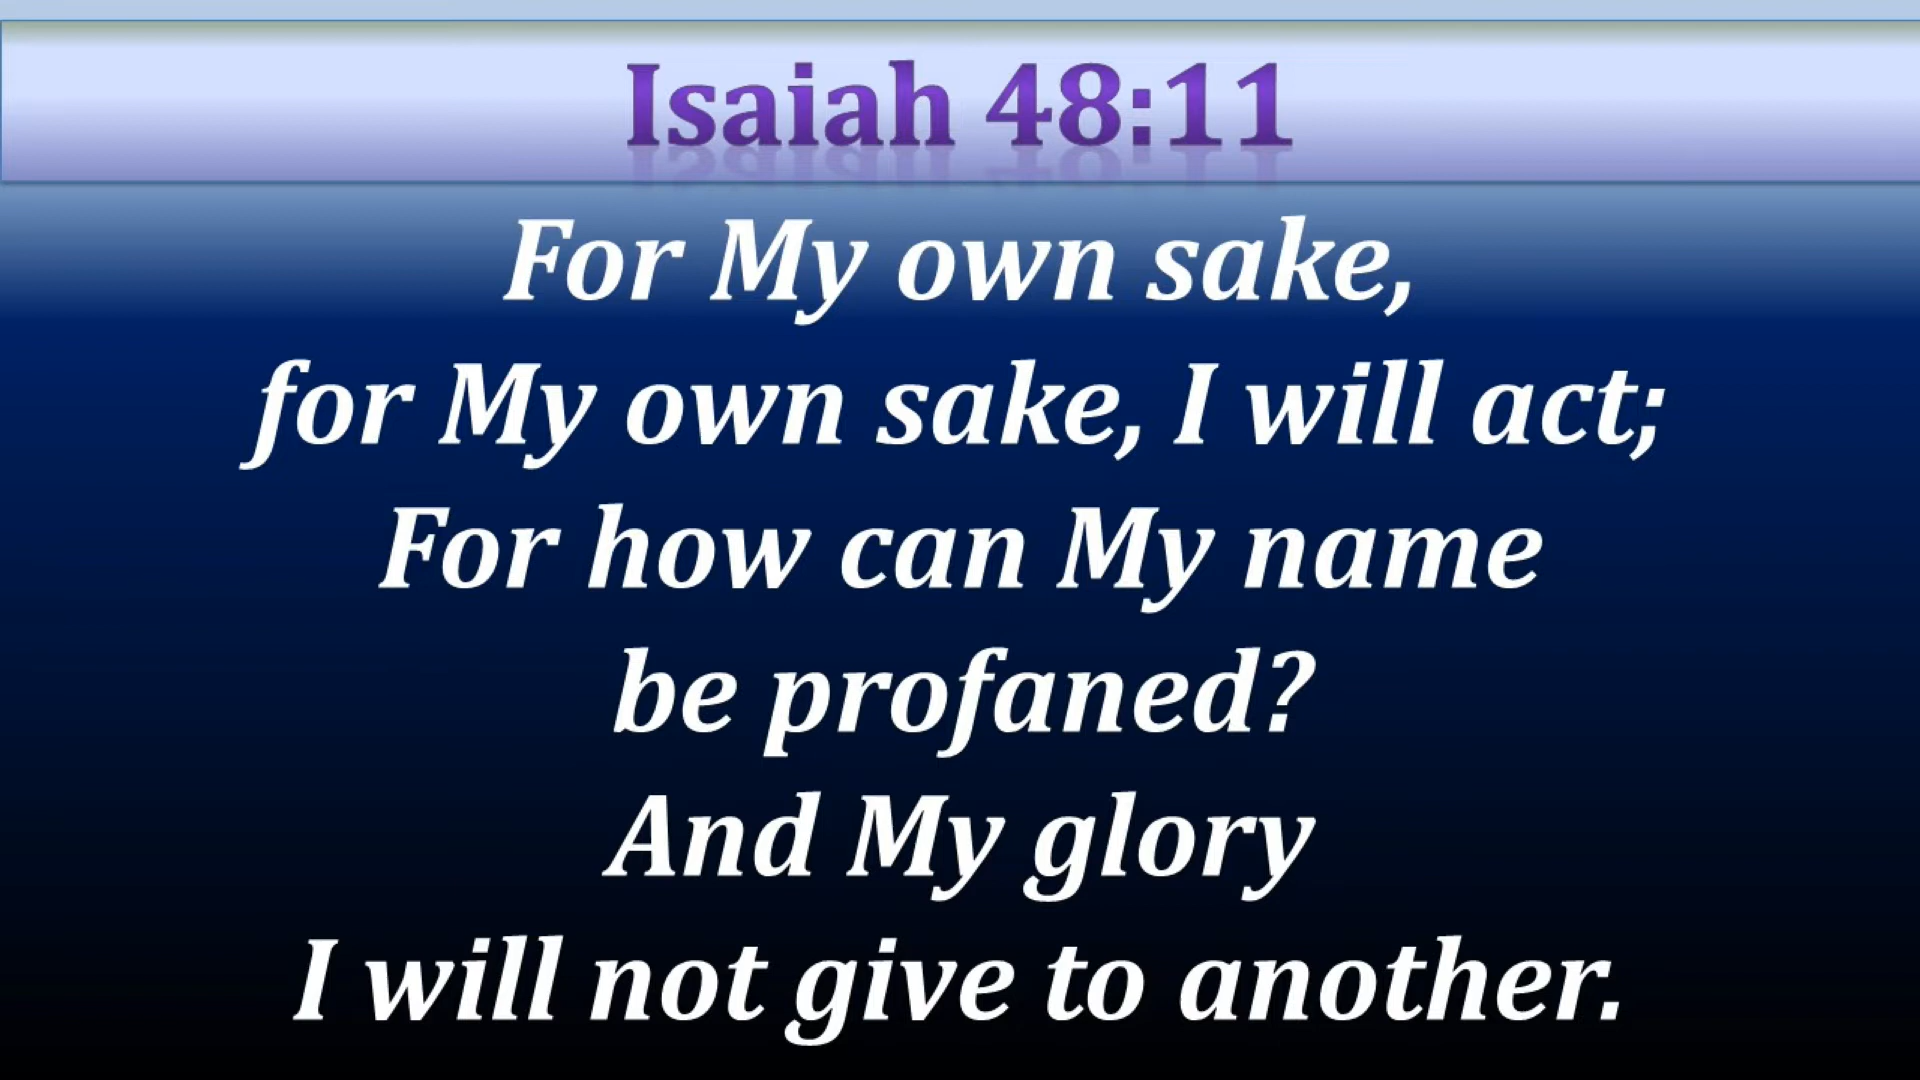 Isaiah 48:11
For My own sake,
for My own sake, I will act;
For how can My name
be profaned?
And My glory
I will not give to another.